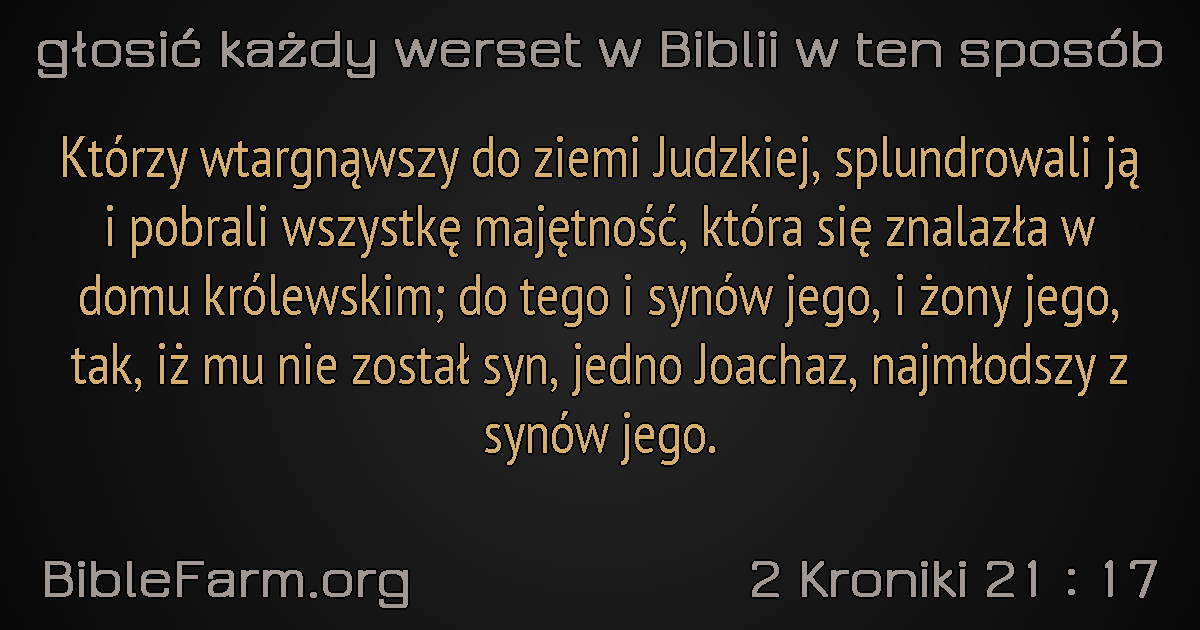 głosić każdy werset w Biblii w ten sposób
Którzy wtargnąwszy do ziemi Judzkiej, splundrowali ją
i pobrali wszystkę majętność, która się znalazła w
domu królewskim; do tego i synów jego, i żony jego,
tak, iż mu nie został syn, jedno Joachaz, najmłodszy z
synów jego.
BibleFarm.org
2 Kroniki 21 : 17